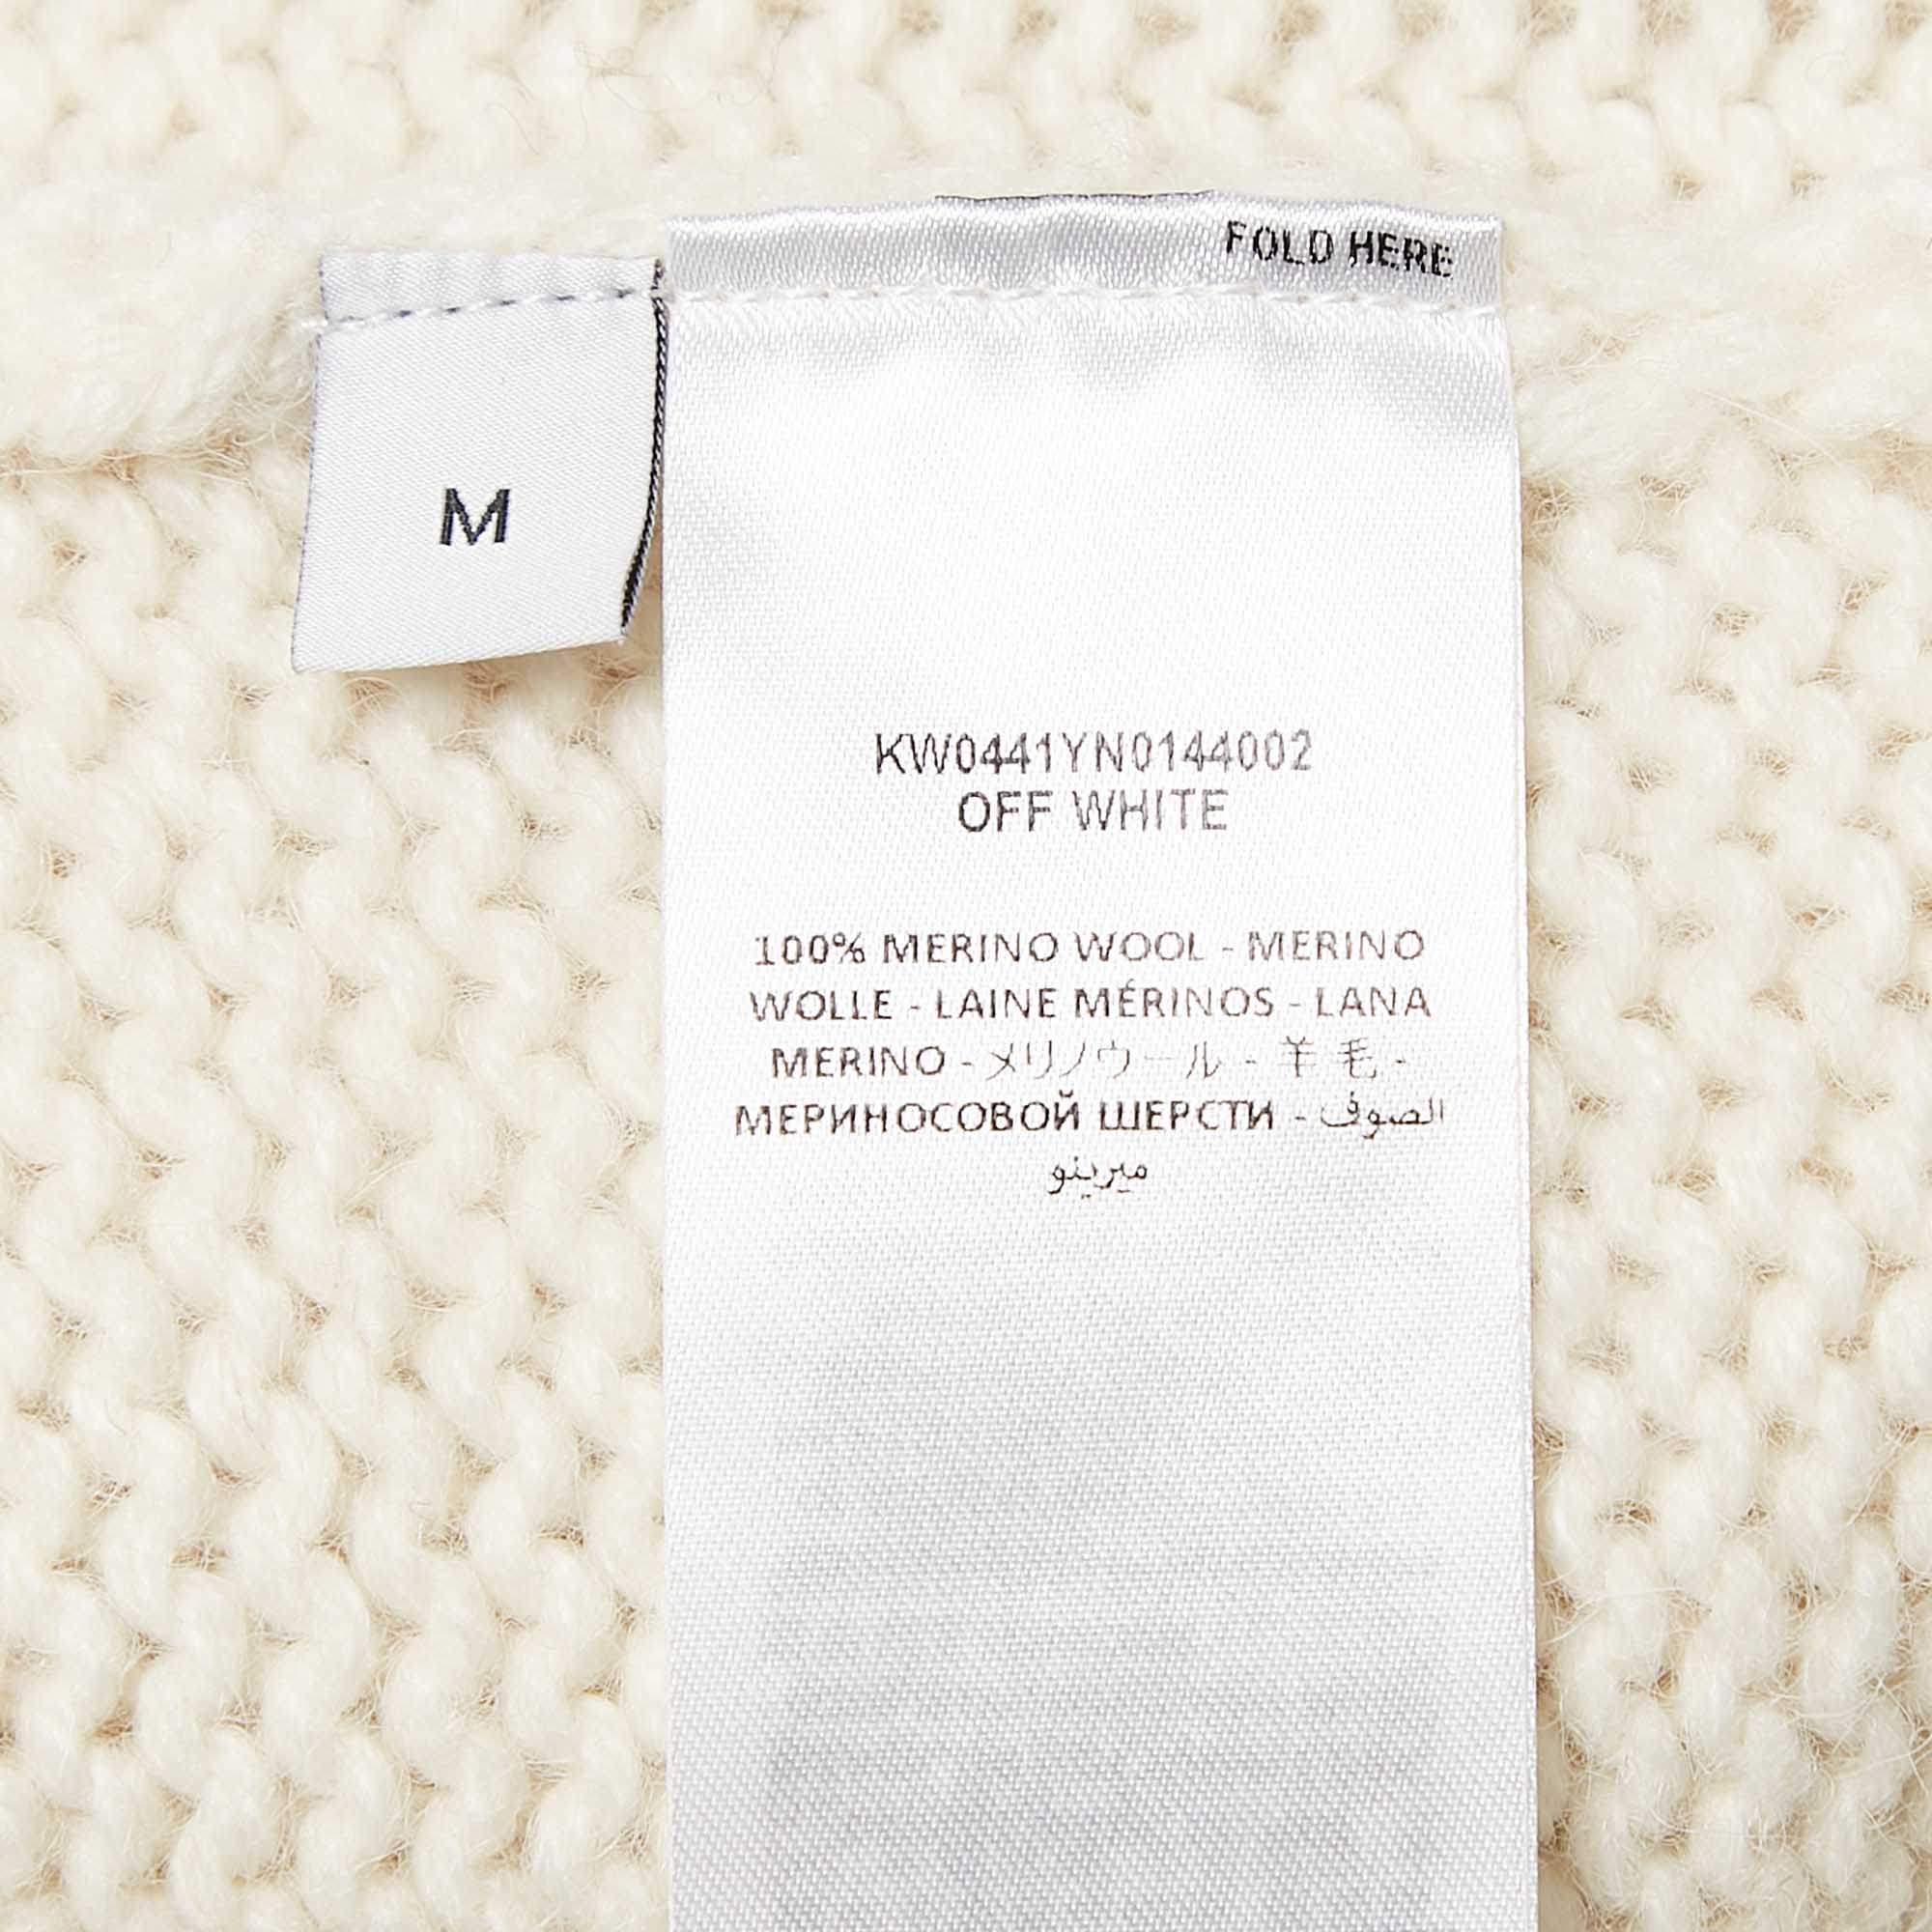 FOLD HERE
M
KW0441YN0144002
OFF WHITE
100% MERINO WOOL - MERINO
WOLLE - LAINE MÉRINOS - LANA
MERINO - メリノウール - 羊 毛 -
МЕРИНОСОВОЙ ШЕРСТИ - الصوف
ميرينو